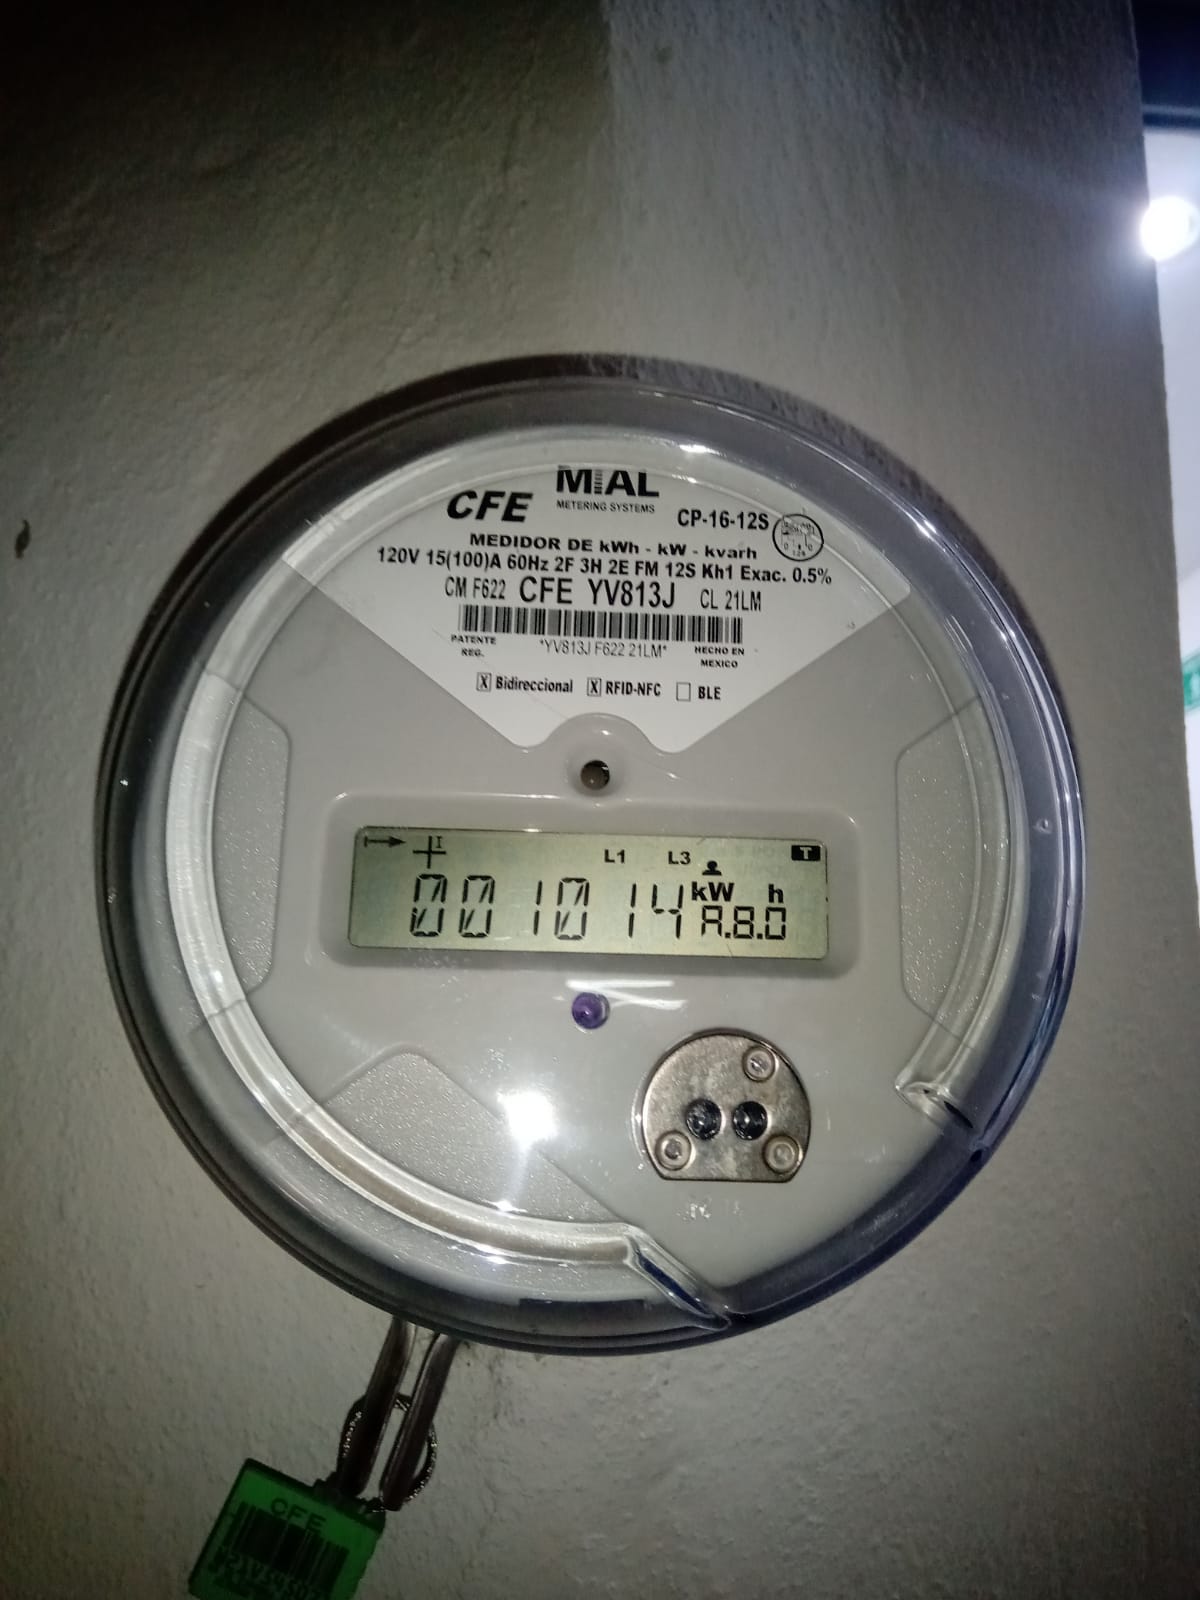 MIAL
METERING SYSTEMS
CFE
CP-16-12S
MEDIDOR DE kWh - kW - kvarh
120V 15(100)A 60Hz 2F 3H 2E FM 12S Kh1 Exac. 0.5%
CM F622 CFE YV813J CL 21LM
PATENTE REG.
*YV813J F622 21LM*
HECHO EN MEXICO
X Bidireccional X RFID-NFC BLE
L1 L3 T
001014 kW h
A.8.0
CFE